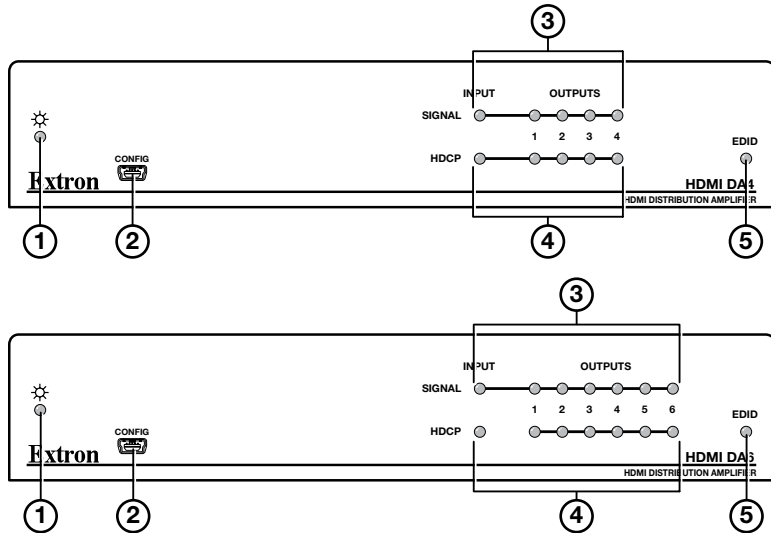 3
INPUT OUTPUTS
SIGNAL
1 2 3 4
CONFIG
HDCP
EDID
Extron
HDMI DA4
HDMI DISTRIBUTION AMPLIFIER
1 2 4 5
3
INPUT OUTPUTS
SIGNAL
1 2 3 4 5 6
CONFIG
HDCP
EDID
Extron
HDMI DA6
HDMI DISTRIBUTION AMPLIFIER
1 2 4 5